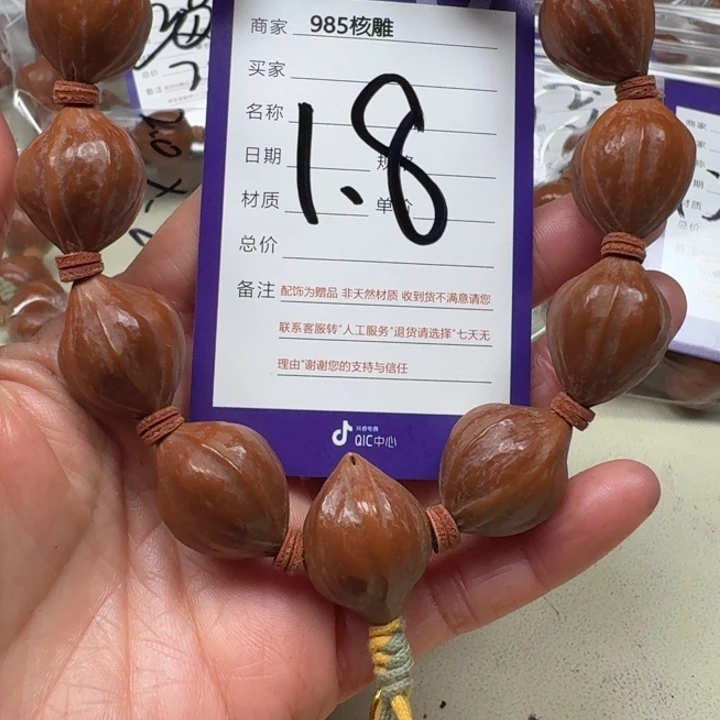 商家 985核雕
买家
名称
1.8
日期 规格
材质 单价
总价
备注 配饰为赠品 非天然材质 收到货不满意请您
联系客服转"人工服务"退货请选择"七天无
理由"谢谢您的支持与信任
抖音电商
QIC中心